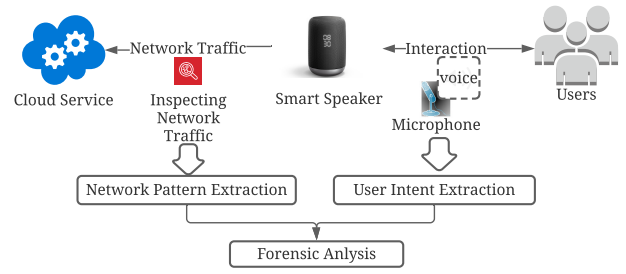 Network Traffic
Interaction
voice
Cloud Service
Inspecting
Network
Traffic
Smart Speaker
Microphone
Users
Network Pattern Extraction
User Intent Extraction
Forensic Anlysis